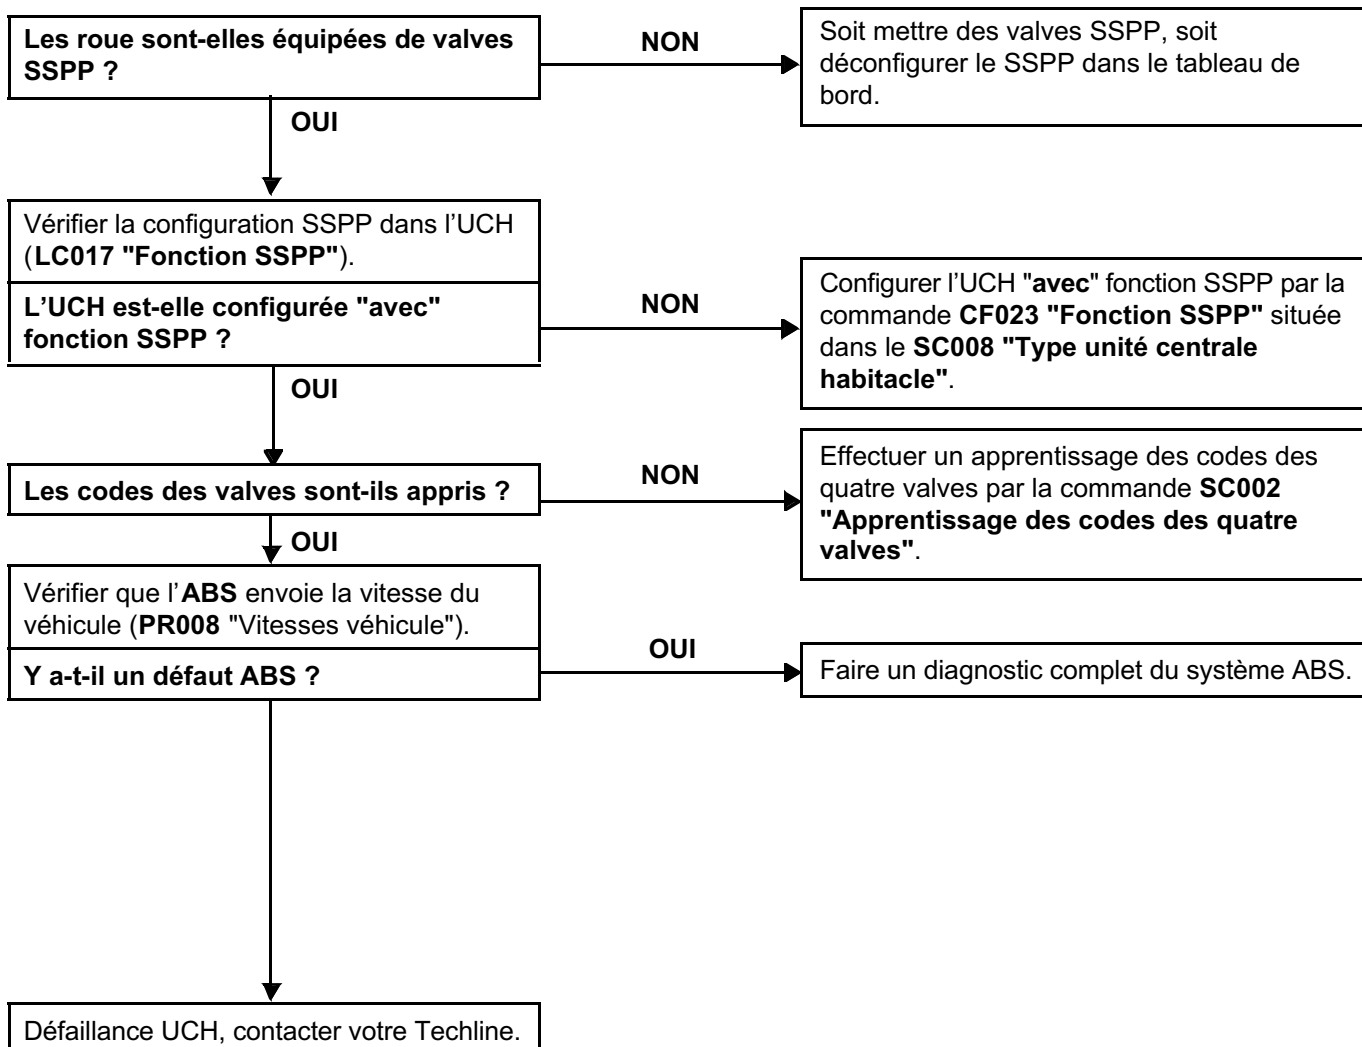 Les roue sont-elles équipées de valves
SSPP ?
NON
Soit mettre des valves SSPP, soit
déconfigurer le SSPP dans le tableau de
bord.
OUI
Vérifier la configuration SSPP dans l'UCH
(LC017 "Fonction SSPP").
L'UCH est-elle configurée "avec"
fonction SSPP ?
NON
Configurer l'UCH "avec" fonction SSPP par la
commande CF023 "Fonction SSPP" située
dans le SC008 "Type unité centrale
habitacle".
OUI
Les codes des valves sont-ils appris ?
NON
Effectuer un apprentissage des codes des
quatre valves par la commande SC002
"Apprentissage des codes des quatre
valves".
OUI
Vérifier que l'ABS envoie la vitesse du
véhicule (PR008 "Vitesses véhicule").
Y a-t-il un défaut ABS ?
OUI
Faire un diagnostic complet du système ABS.
Défaillance UCH, contacter votre Techline.